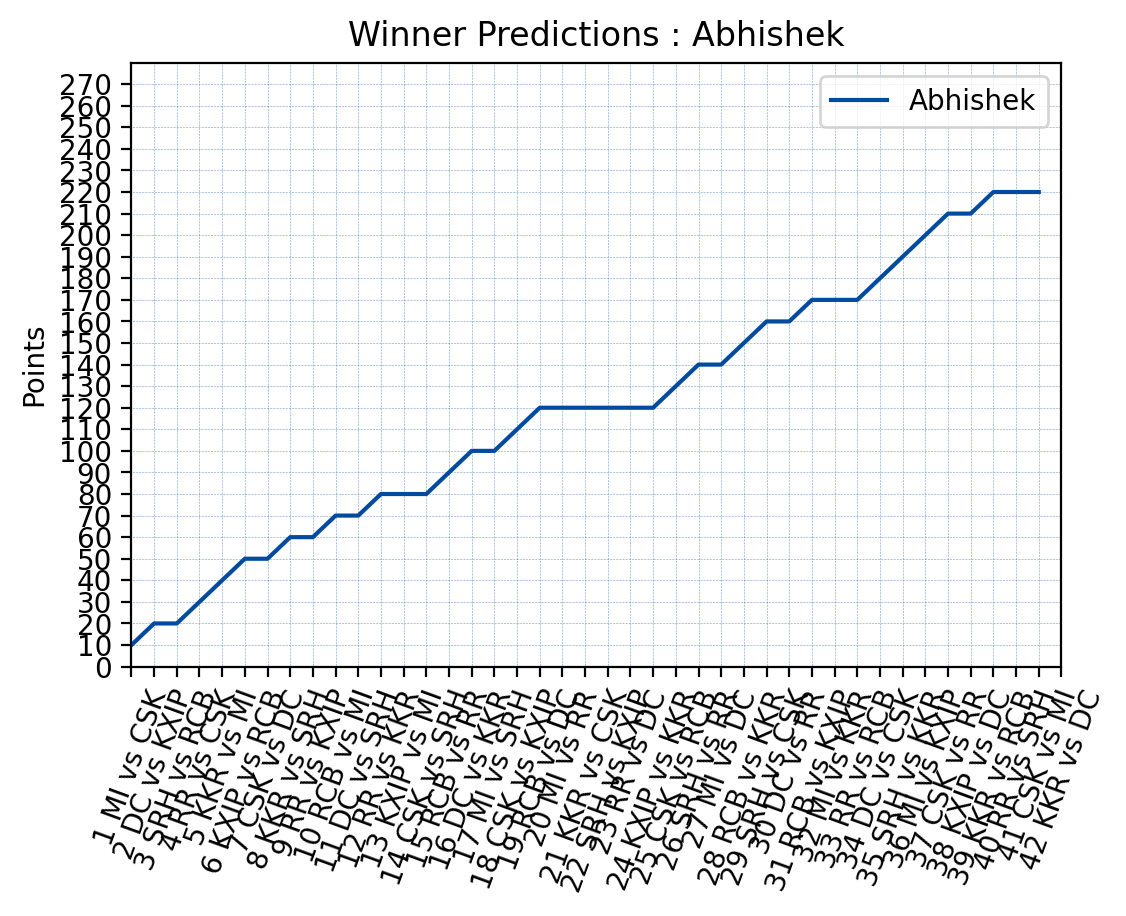 Winner Predictions : Abhishek
Abhishek
Points
270
260
250
240
230
220
210
200
190
180
170
160
150
140
130
120
110
100
90
80
70
60
50
40
30
20
10
0
1 MI vs CSK
2 DC vs KXIP
3 SRH vs RCB
4 RR vs CSK
5 KKR vs MI
6 KXIP vs RCB
7 CSK vs DC
8 KKR vs SRH
9 RR vs KXIP
10 RCB vs MI
11 DC vs SRH
12 RR vs KKR
13 KXIP vs MI
14 CSK vs SRH
15 RCB vs RR
16 DC vs KKR
17 MI vs SRH
18 CSK vs KXIP
19 RCB vs DC
20 MI vs RR
21 KKR vs CSK
22 SRH vs KXIP
23 RR vs DC
24 KXIP vs KKR
25 CSK vs RCB
26 SRH vs RR
27 MI vs DC
28 RCB vs KKR
29 SRH vs CSK
30 DC vs RR
31 RCB vs KXIP
32 MI vs KKR
33 RR vs RCB
34 DC vs CSK
35 SRH vs KKR
36 MI vs KXIP
37 CSK vs RR
38 KXIP vs DC
39 KKR vs RCB
40 RR vs SRH
41 CSK vs MI
42 KKR vs DC